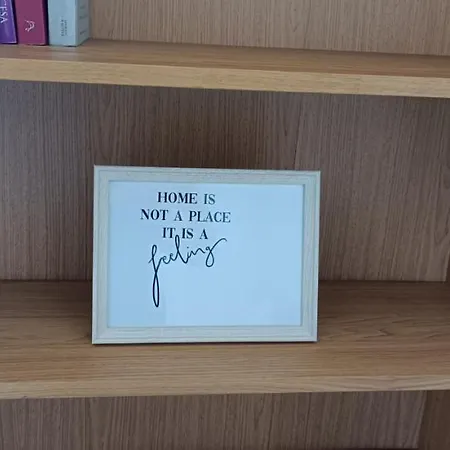 HOME IS
NOT A PLACE
IT IS A
feeling